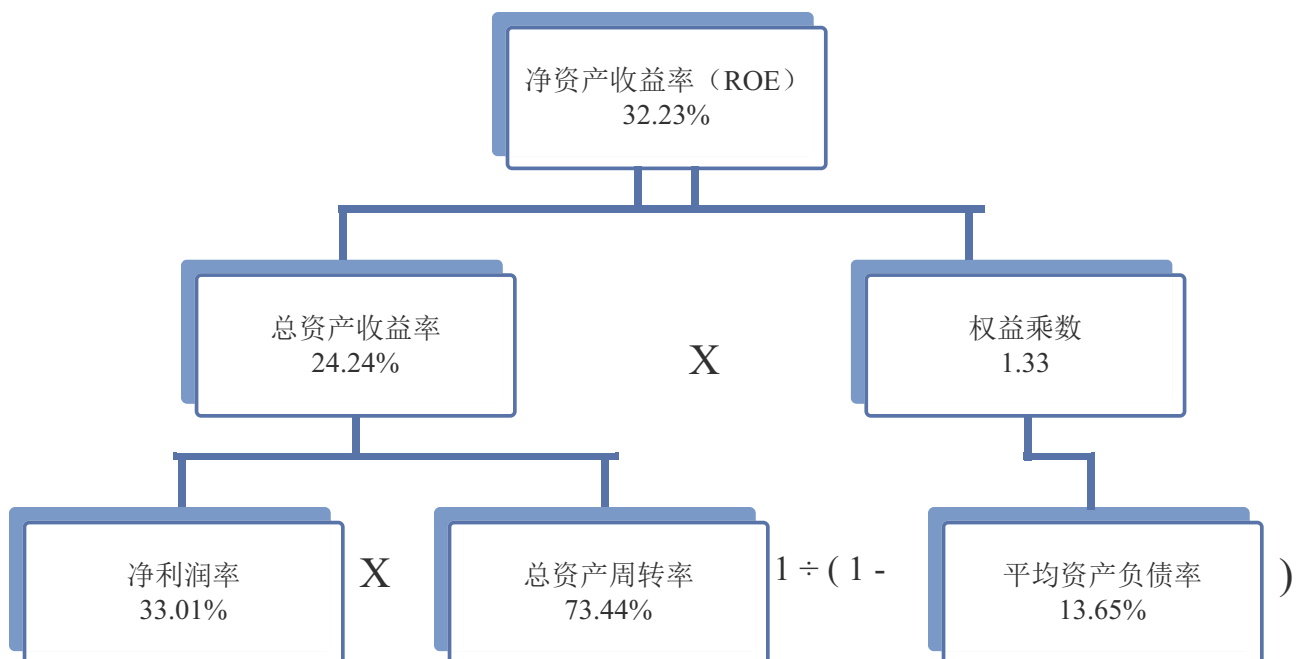 净资产收益率（ROE）
32.23%
总资产收益率
24.24%
X
权益乘数
1.33
净利润率
33.01%
X
总资产周转率
73.44%
1 ÷ ( 1 -
平均资产负债率
13.65%
)